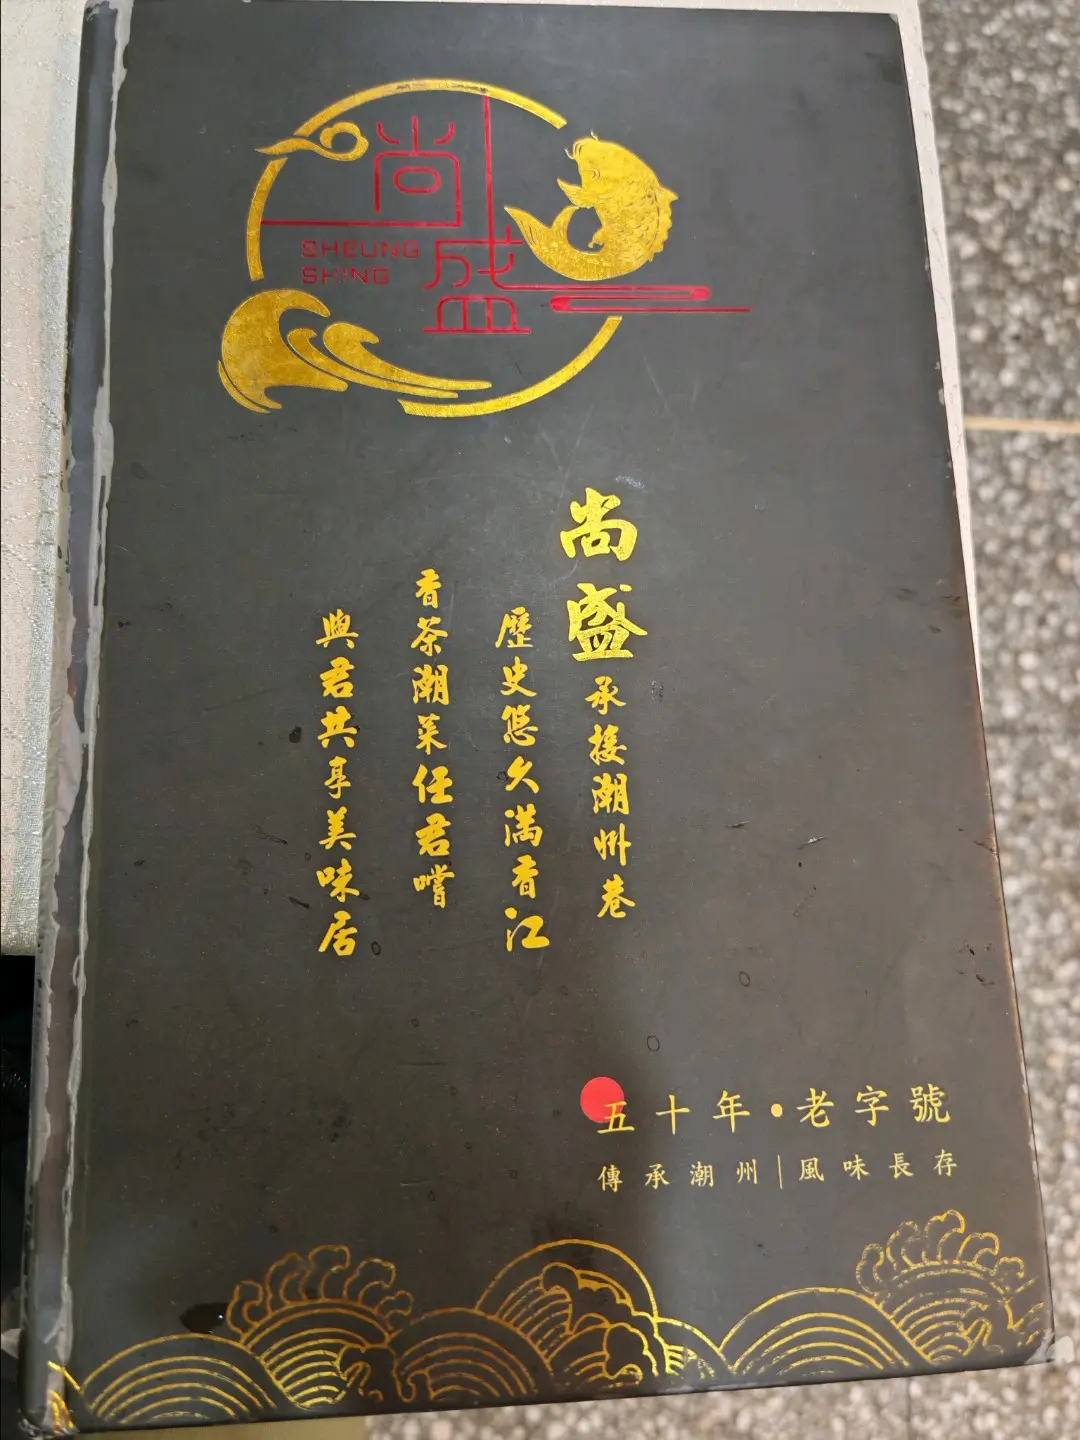 尚
盛
SHEUNG
SHING
尚盛承接潮州巷
歷史悠久滿香江
香茶潮菜任君嚐
與君共享美味居
五十年•老字號
傳承潮州|風味長存